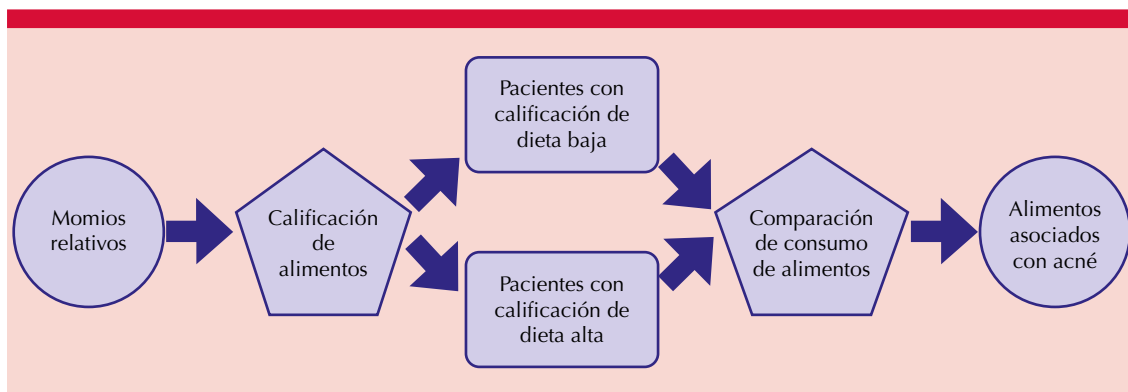 Momios
relativos
Calificación
de
alimentos
Pacientes con
calificación de
dieta baja
Pacientes con
calificación de
dieta alta
Comparación
de consumo
de alimentos
Alimentos
asociados
con acné